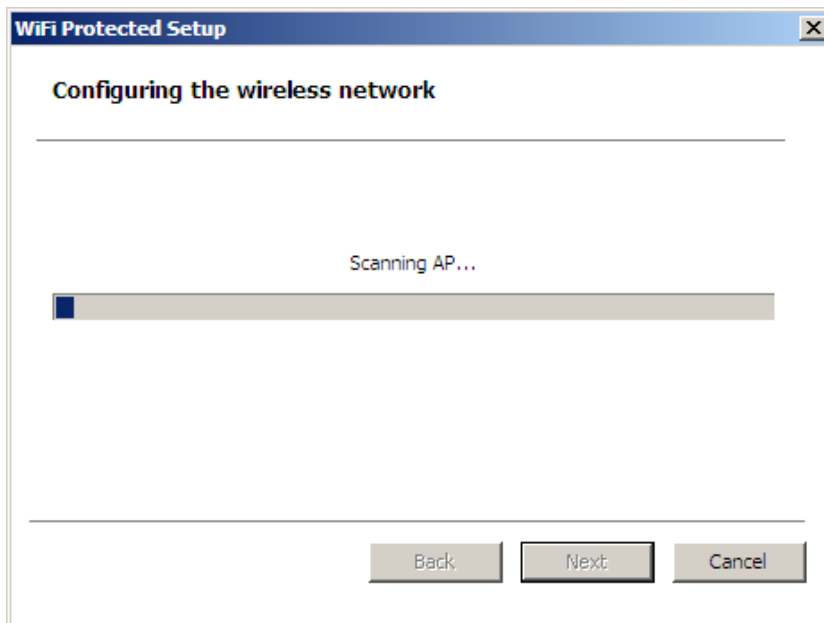 WiFi Protected Setup
Configuring the wireless network
Scanning AP...
Back Next Cancel